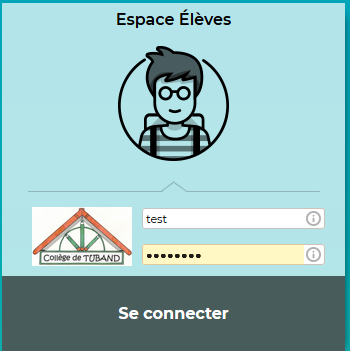 Espace Élèves
test
Collège de TUBAND
Se connecter